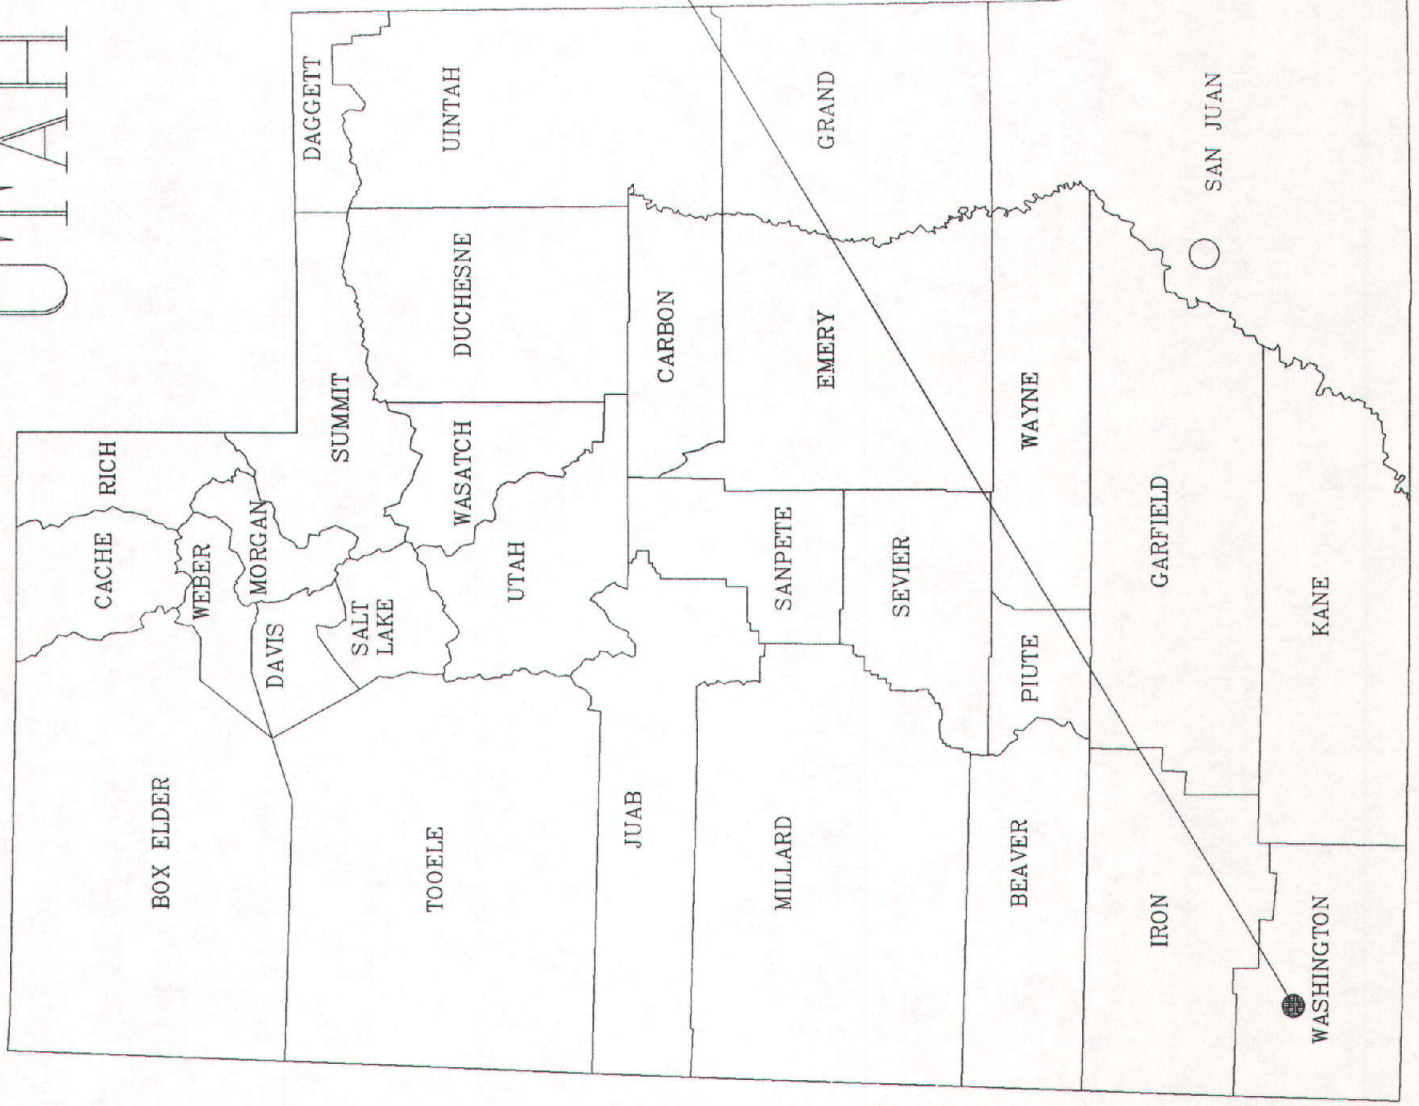 UTAH
BOX ELDER
CACHE
RICH
WEBER
MORGAN
DAVIS
SALT
LAKE
SUMMIT
DAGGETT
TOOELE
UTAH
WASATCH
DUCHESNE
UINTAH
JUAB
CARBON
MILLARD
SANPETE
EMERY
GRAND
SEVIER
BEAVER
PIUTE
WAYNE
IRON
GARFIELD
SAN JUAN
WASHINGTON
KANE